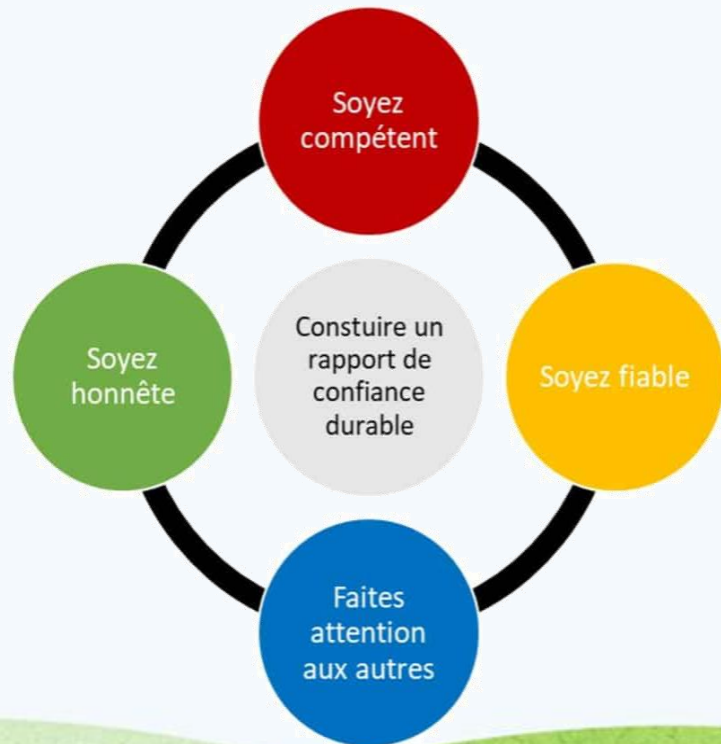 Soyez
compétent
Soyez
honnête
Constuire un
rapport de
confiance
durable
Soyez fiable
Faites
attention
aux autres